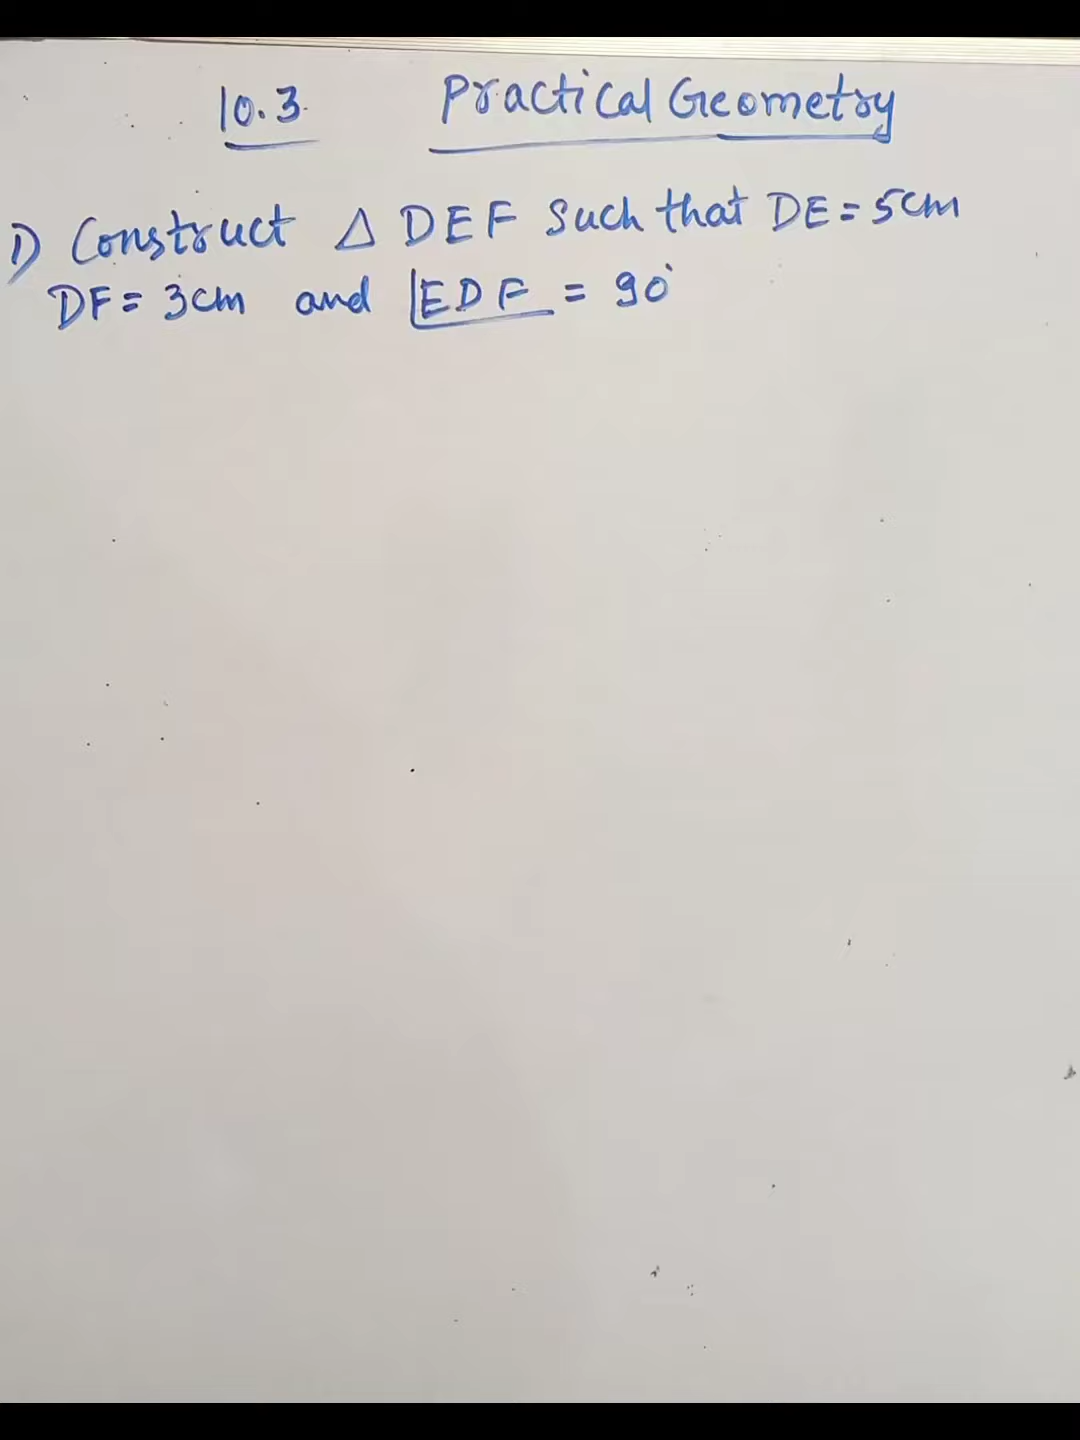 10.3 Practical Geometry
1) Construct △ DEF such that DE = 5cm
DF = 3cm and ∠EDF = 90°